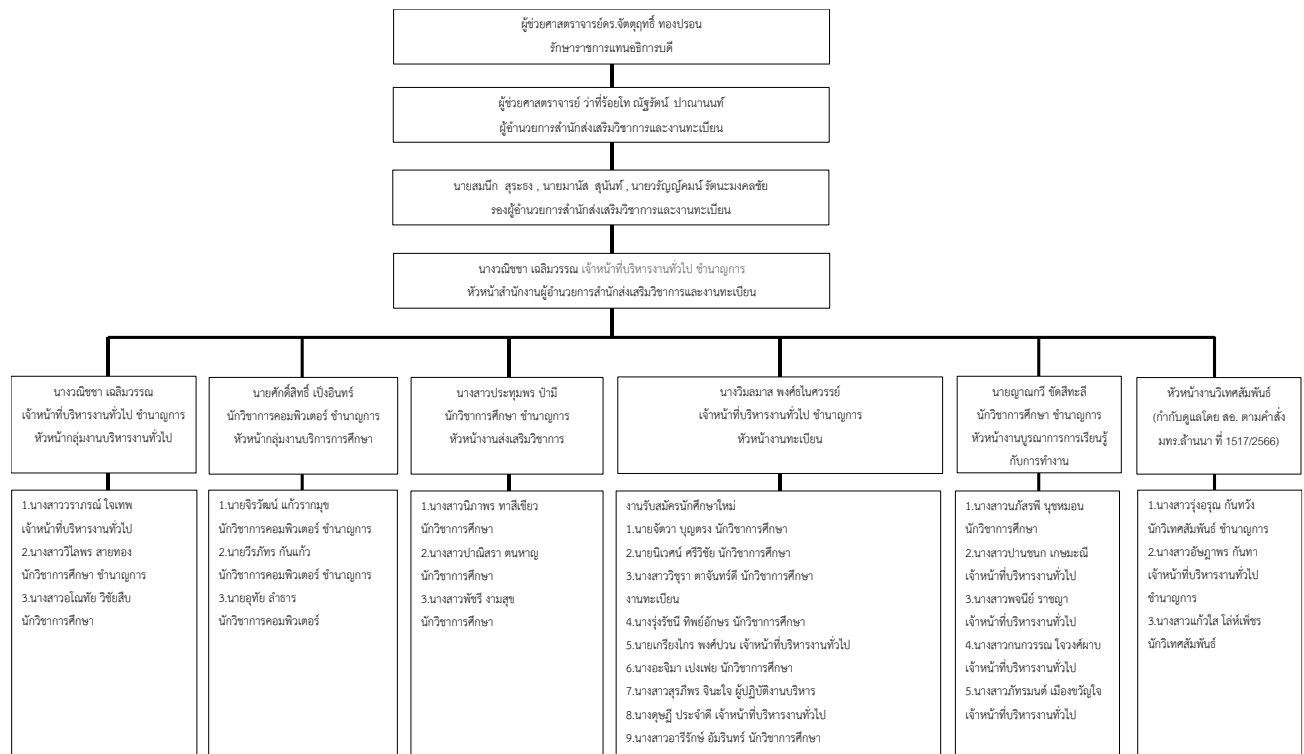 ผู้ช่วยศาสตราจารย์ดร.จัตตุฤทธิ์ ทองปรอน
รักษาราชการแทนอธิการบดี
ผู้ช่วยศาสตราจารย์ ว่าที่ร้อยโท ณัฐรัตน์ ปาณานนท์
ผู้อำนวยการสำนักส่งเสริมวิชาการและงานทะเบียน
นายสมนึก สุระธง , นายมานัส สุนันท์ , นายวรัญญ์คมน์ รัตนะมงคลชัย
รองผู้อำนวยการสำนักส่งเสริมวิชาการและงานทะเบียน
นางวณิชชา เฉลิมวรรณ เจ้าหน้าที่บริหารงานทั่วไป ชำนาญการ
หัวหน้าสำนักงานผู้อำนวยการสำนักส่งเสริมวิชาการและงานทะเบียน
นางวณิชชา เฉลิมวรรณ
เจ้าหน้าที่บริหารงานทั่วไป ชำนาญการ
หัวหน้ากลุ่มงานบริหารงานทั่วไป
นายศักดิ์สิทธิ์ เป็งอินทร์
นักวิชาการคอมพิวเตอร์ ชำนาญการ
หัวหน้ากลุ่มงานบริการการศึกษา
นางสาวประทุมพร ปามี
นักวิชาการศึกษา ชำนาญการ
หัวหน้างานส่งเสริมวิชาการ
นางวิมลมาส พงศ์ธไนศวรรย์
เจ้าหน้าที่บริหารงานทั่วไป ชำนาญการ
หัวหน้างานทะเบียน
นายญาณกวี ขัดสีทะลี
นักวิชาการศึกษา ชำนาญการ
หัวหน้างานบูรณาการการเรียนรู้
กับการทำงาน
หัวหน้างานวิเทศสัมพันธ์
(กำกับดูแลโดย สอ. ตามคำสั่ง
มทร.ล้านนา ที่ 1517/2566)
1.นางสาววราภรณ์ ใจเทพ
เจ้าหน้าที่บริหารงานทั่วไป
2.นางสาววิไลพร สายทอง
นักวิชาการศึกษา ชำนาญการ
3.นางสาวอโณทัย วิชัยสืบ
นักวิชาการศึกษา
1.นายจิรวัฒน์ แก้วรากมุข
นักวิชาการคอมพิวเตอร์ ชำนาญการ
2.นายวีรภัทร กันแก้ว
นักวิชาการคอมพิวเตอร์ ชำนาญการ
3.นายอุทัย ลำธาร
นักวิชาการคอมพิวเตอร์
1.นางสาวนิภาพร ทาสีเขียว
นักวิชาการศึกษา
2.นางสาวปาณิสรา ตนหาญ
นักวิชาการศึกษา
3.นางสาวพัชรี งามสุข
นักวิชาการศึกษา
งานรับสมัครนักศึกษาใหม่
1.นายจัตวา บุญตรง นักวิชาการศึกษา
2.นายนิเวศน์ ศรีวิชัย นักวิชาการศึกษา
3.นางสาววิชุรา ตาจันทร์ดี นักวิชาการศึกษา
งานทะเบียน
4.นางรุ่งรัชนี ทิพย์อักษร นักวิชาการศึกษา
5.นายเกรียงไกร พงศ์ปวน เจ้าหน้าที่บริหารงานทั่วไป
6.นางอะจิมา เปงเฟย นักวิชาการศึกษา
7.นางสาวสุรภีพร จินะใจ ผู้ปฏิบัติงานบริหาร
8.นางดุษฎี ประจำดี เจ้าหน้าที่บริหารงานทั่วไป
9.นางสาวอารีรักษ์ อัมรินทร์ นักวิชาการศึกษา
1.นางสาวนภัสรพี นุชหมอน
นักวิชาการศึกษา
2.นางสาวปานชนก เกษมะณี
เจ้าหน้าที่บริหารงานทั่วไป
3.นางสาวพจนีย์ ราชญา
เจ้าหน้าที่บริหารงานทั่วไป
4.นางสาวกนกวรรณ ใจวงศ์ผาบ
เจ้าหน้าที่บริหารงานทั่วไป
5.นางสาวภัทรมนต์ เมืองขวัญใจ
เจ้าหน้าที่บริหารงานทั่วไป
1.นางสาวรุ่งอรุณ กันทวัง
นักวิเทศสัมพันธ์ ชำนาญการ
2.นางสาวอัษฎาพร กันทา
เจ้าหน้าที่บริหารงานทั่วไป
ชำนาญการ
3.นางสาวแก้วใส โล่ห์เพ็ชร
นักวิเทศสัมพันธ์